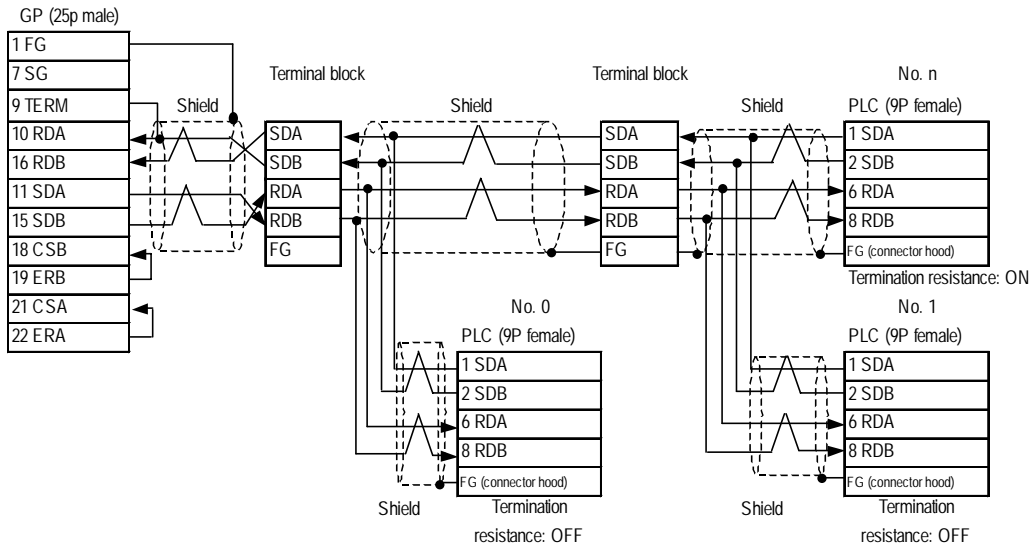 GP (25p male)
1 FG
7 SG
9 TERM
10 RDA
16 RDB
11 SDA
15 SDB
18 CSB
19 ERB
21 CSA
22 ERA
Shield
Terminal block
SDA
SDB
RDA
RDB
FG
Shield
Terminal block
SDA
SDB
RDA
RDB
FG
Shield
No. n
PLC (9P female)
1 SDA
2 SDB
6 RDA
8 RDB
FG (connector hood)
Termination resistance: ON
No. 0
PLC (9P female)
1 SDA
2 SDB
6 RDA
8 RDB
FG (connector hood)
Shield
Termination
resistance: OFF
No. 1
PLC (9P female)
1 SDA
2 SDB
6 RDA
8 RDB
FG (connector hood)
Shield
Termination
resistance: OFF